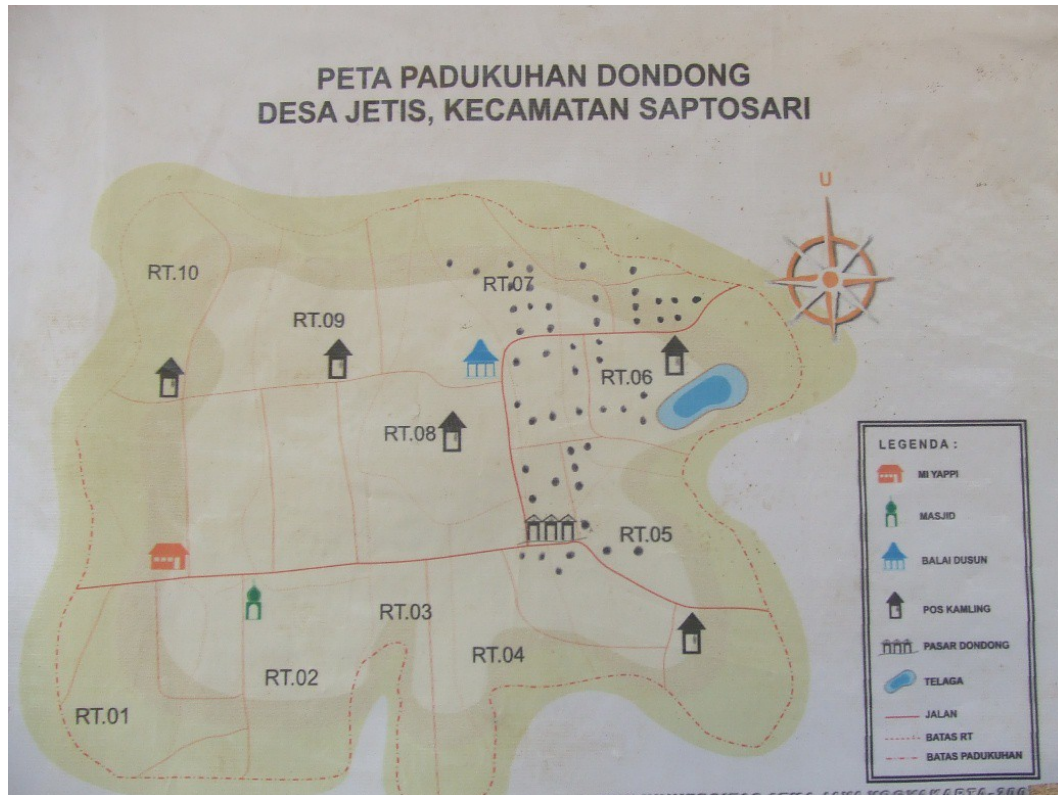 PETA PADUKUHAN DONDONG
DESA JETIS, KECAMATAN SAPTOSARI
U
RT.10
RT.07
RT.09
RT.06
RT.08
RT.05
RT.03
RT.04
RT.02
RT.01
LEGENDA :
MI YAPPI
MASJID
BALAI DUSUN
POS KAMLING
PASAR DONDONG
TELAGA
JALAN
BATAS RT
BATAS PADUKUHAN